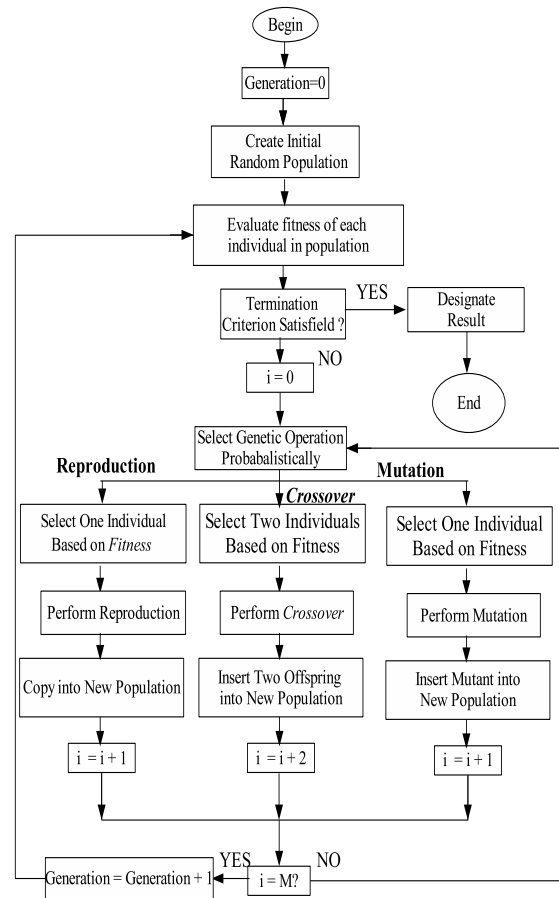 Begin
Generation=0
Create Initial
Random Population
Evaluate fitness of each
individual in population
Termination
Criterion Satisfield ?
YES
Designate
Result
NO
i = 0
End
Select Genetic Operation
Probabalistically
Reproduction
Crossover
Mutation
Select One Individual
Based on Fitness
Select Two Individuals
Based on Fitness
Select One Individual
Based on Fitness
Perform Reproduction
Perform Crossover
Perform Mutation
Copy into New Population
Insert Two Offspring
into New Population
Insert Mutant into
New Population
i = i + 1
i = i + 2
i = i + 1
Generation = Generation + 1
YES
i = M?
NO